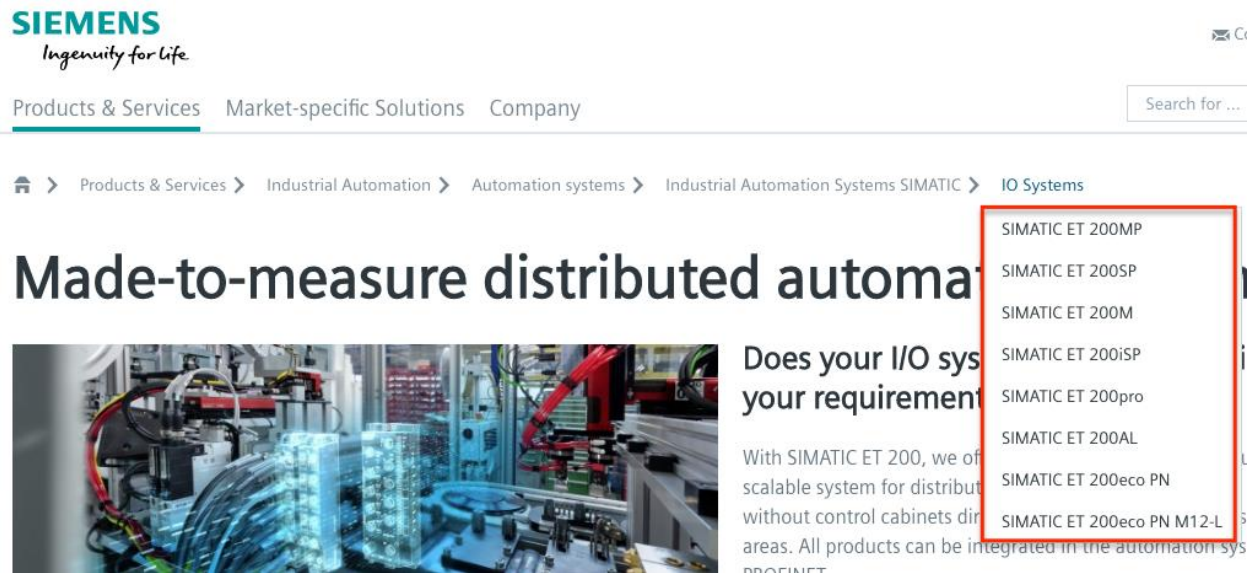 SIEMENS
Ingenuity for life
Products & Services Market-specific Solutions Company
Search for ...
Products & Services Industrial Automation Automation systems Industrial Automation Systems SIMATIC IO Systems
SIMATIC ET 200MP
SIMATIC ET 200SP
SIMATIC ET 200M
SIMATIC ET 200iSP
SIMATIC ET 200pro
SIMATIC ET 200AL
SIMATIC ET 200eco PN
SIMATIC ET 200eco PN M12-L
Made-to-measure distributed automa
Does your I/O sys
your requirement
With SIMATIC ET 200, we of
scalable system for distribut
without control cabinets dir
areas. All products can be integrated in the automation sys
PROFINET